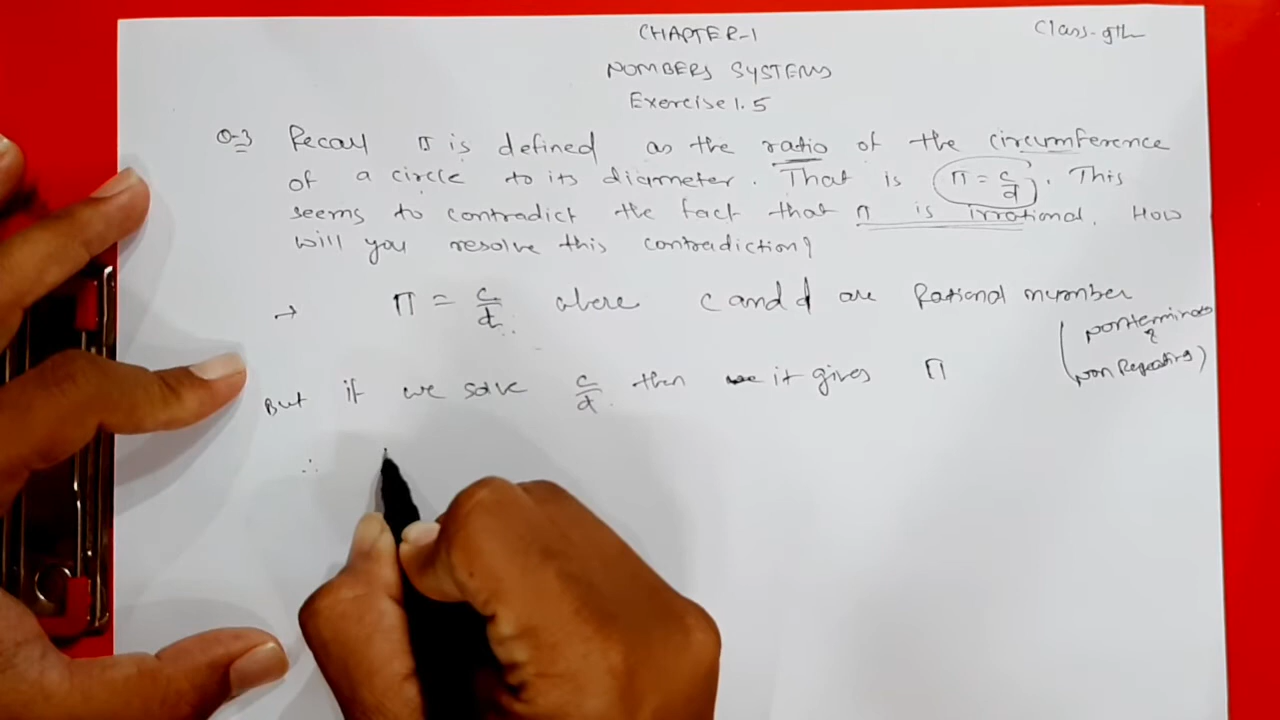 CHAPTER-1
Class-9th
NUMBERS SYSTEMS
Exercise 1.5
Q-3 Recall π is defined as the ratio of the circumference
of a circle to its diameter. That is π = c/d. This
seems to contradict the fact that π is irrational. How
will you resolve this contradiction?
→ π = c/d where c and d are Rational number
But if we solve c/d then it gives π
(nonterminating
&
non Repeating)
∴